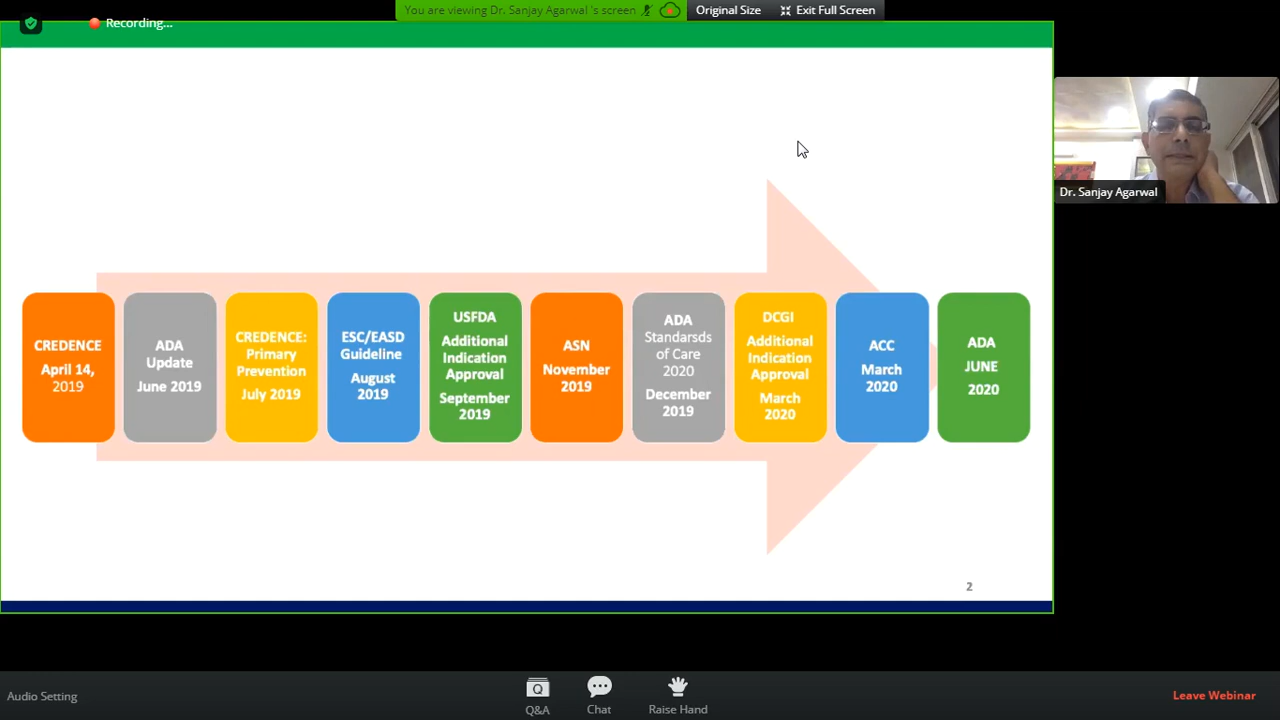 You are viewing Dr. Sanjay Agarwal 's screen
Original Size
Exit Full Screen
Recording...
Dr. Sanjay Agarwal
CREDENCE
April 14,
2019
ADA
Update
June 2019
CREDENCE:
Primary
Prevention
July 2019
ESC/EASD
Guideline
August
2019
USFDA
Additional
Indication
Approval
September
2019
ASN
November
2019
ADA
Standarsds
of Care
2020
December
2019
DCGI
Additional
Indication
Approval
March
2020
ACC
March
2020
ADA
JUNE
2020
2
Audio Setting
Q
Q&A
Chat
Raise Hand
Leave Webinar